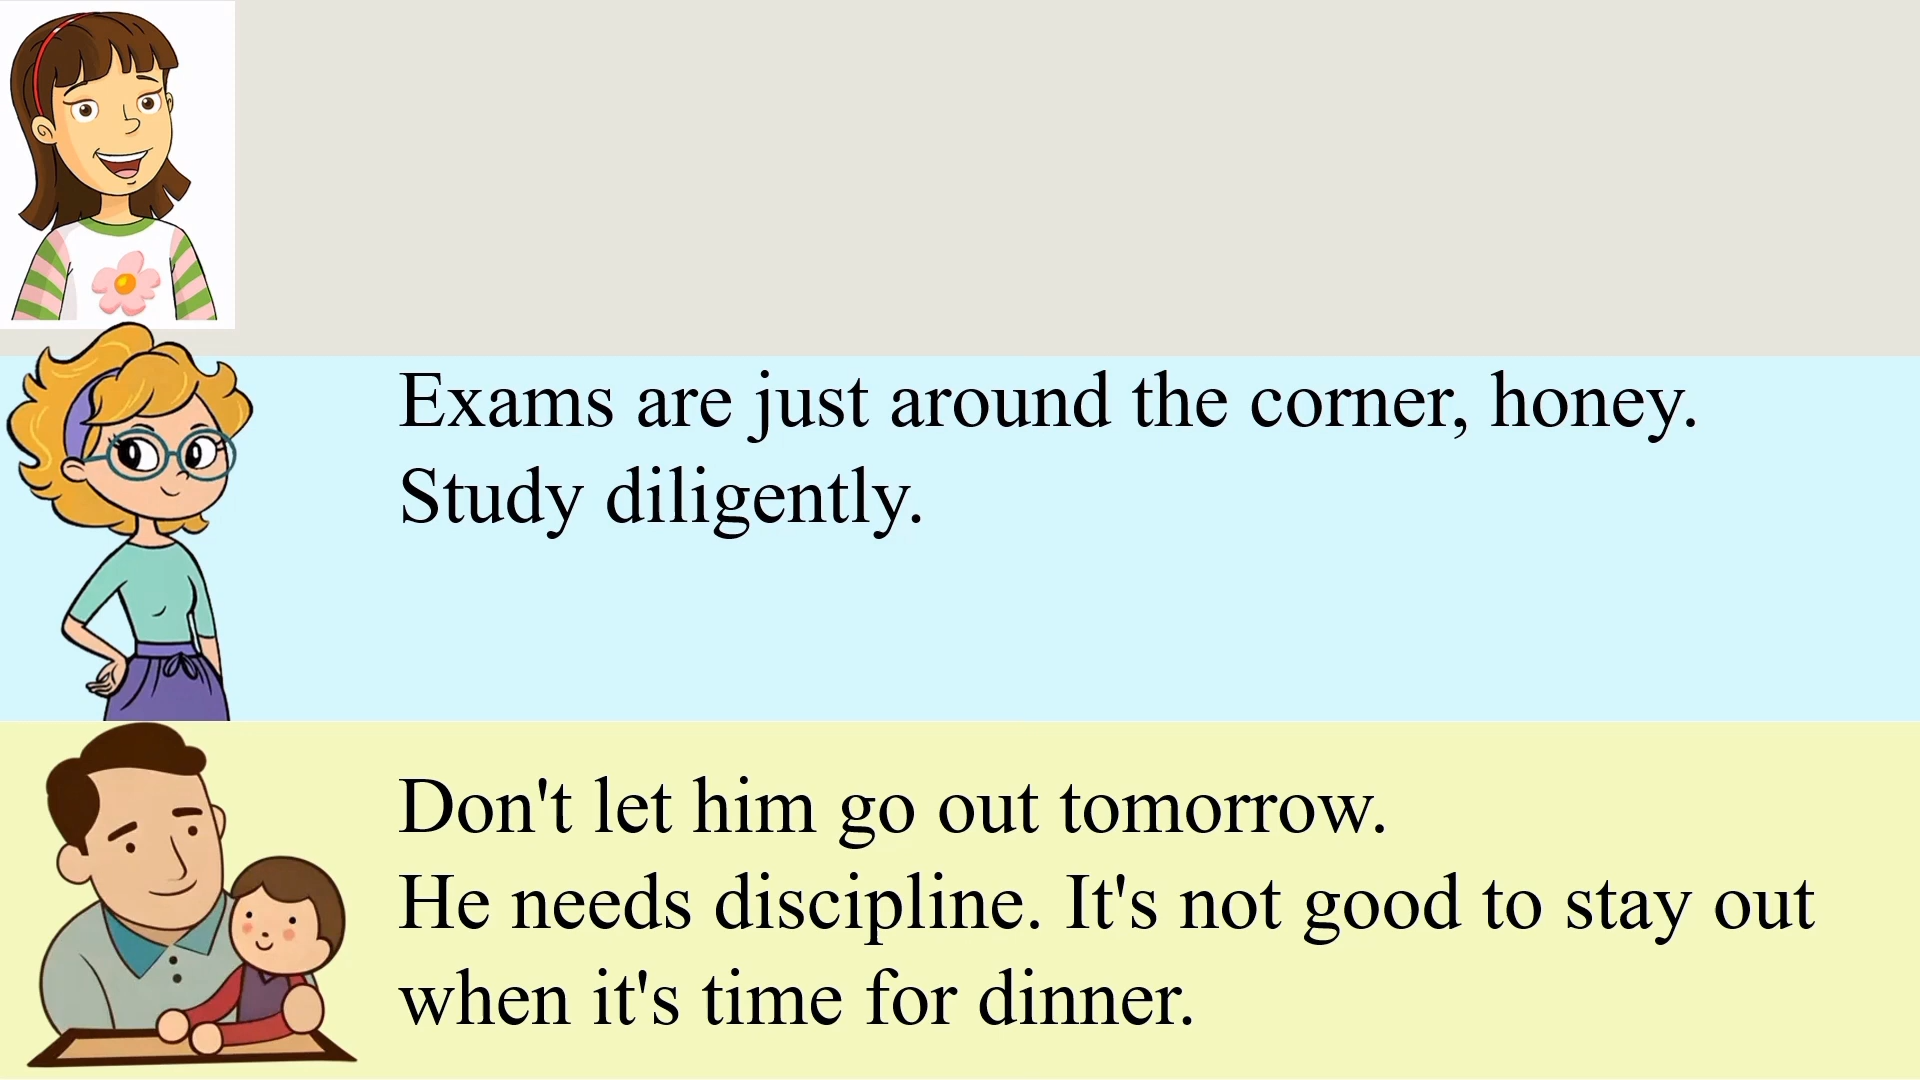 Exams are just around the corner, honey.
Study diligently.
Don't let him go out tomorrow.
He needs discipline. It's not good to stay out
when it's time for dinner.